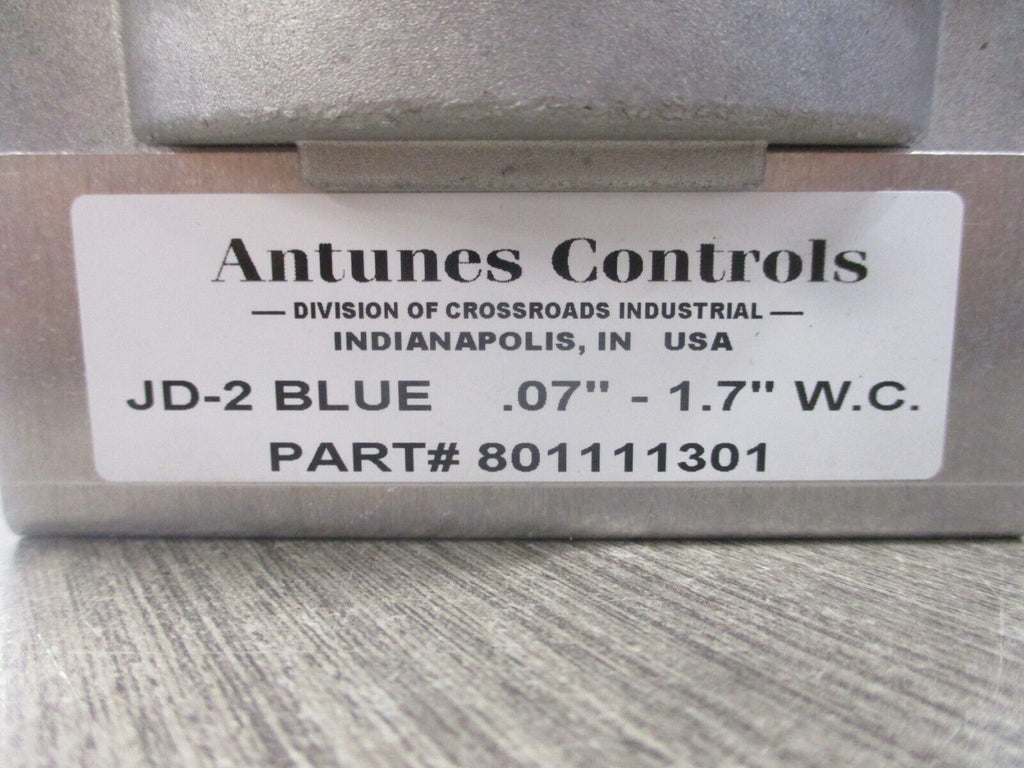 Antunes Controls
— DIVISION OF CROSSROADS INDUSTRIAL —
INDIANAPOLIS, IN USA
JD-2 BLUE .07" - 1.7" W.C.
PART# 801111301